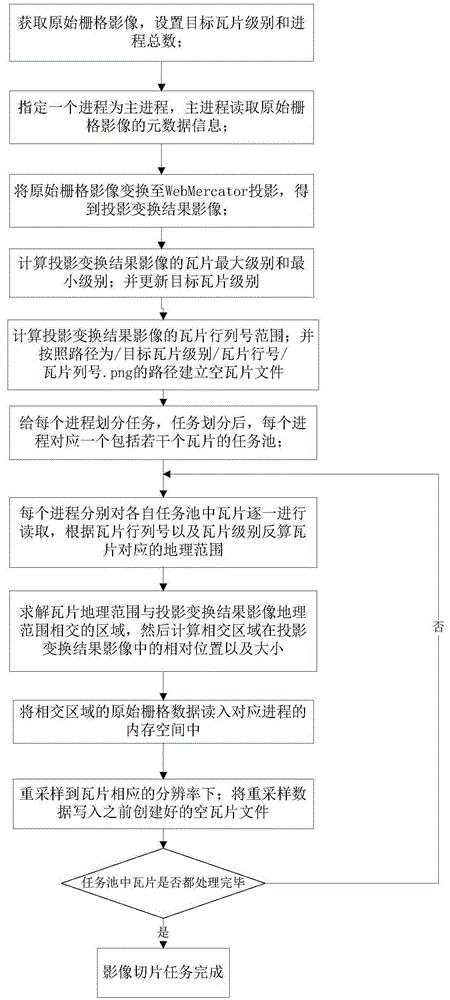 获取原始栅格影像，设置目标瓦片级别和进
程总数；
指定一个进程为主进程，主进程读取原始栅
格影像的元数据信息；
将原始栅格影像变换至WebMercator投影，得
到投影变换结果影像；
计算投影变换结果影像的瓦片最大级别和最
小级别；并更新目标瓦片级别
计算投影变换结果影像的瓦片行列号范围；并
按照路径为/目标瓦片级别/瓦片行号/
瓦片列号.png的路径建立空瓦片文件
给每个进程划分任务，任务划分后，每个进
程对应一个包括若干个瓦片的任务池；
每个进程分别对各自任务池中瓦片逐一进行
读取，根据瓦片行列号以及瓦片级别反算瓦
片对应的地理范围
否
求解瓦片地理范围与投影变换结果影像地理
范围相交的区域，然后计算相交区域在投影
变换结果影像中的相对位置以及大小
将相交区域的原始栅格数据读入对应进程的
内存空间中
重采样到瓦片相应的分辨率下；将重采样数
据写入之前创建好的空瓦片文件
任务池中瓦片是否都处理完毕
是
影像切片任务完成